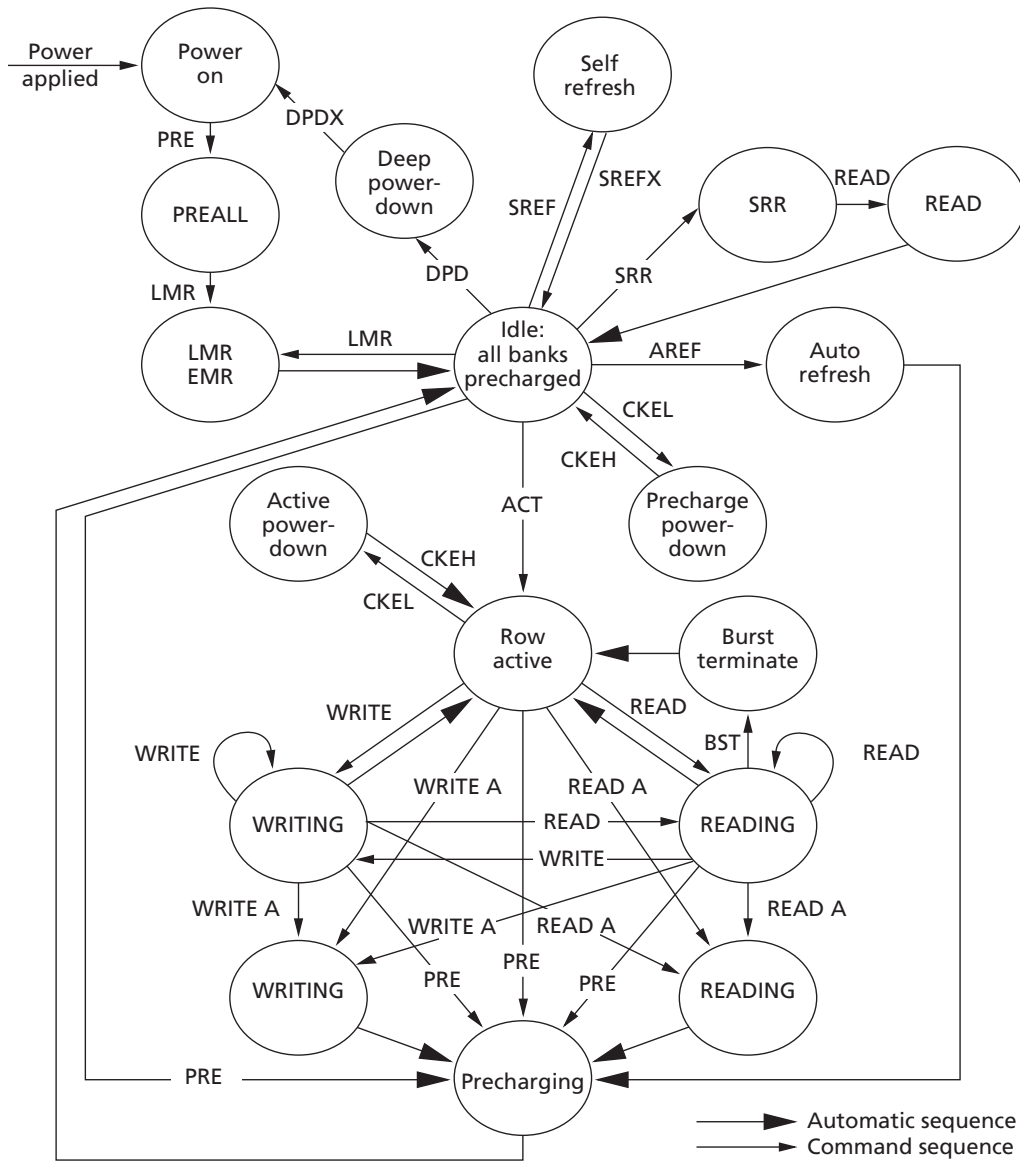 Power
applied
Power
on
Self
refresh
DPDX
PRE
Deep
power-
down
SREFX
READ
PREALL
SREF
SRR
READ
DPD
SRR
LMR
Idle:
all banks
precharged
LMR
AREF
LMR
EMR
Auto
refresh
CKEL
CKEH
Active
power-
down
ACT
Precharge
power-
down
CKEH
CKEL
Row
active
Burst
terminate
WRITE
READ
BST
WRITE
READ
WRITE A
READ A
WRITING
READ
READING
WRITE
WRITE A
WRITE A
READ A
READ A
WRITING
PRE
PRE
PRE
READING
PRE
Precharging
Automatic sequence
Command sequence